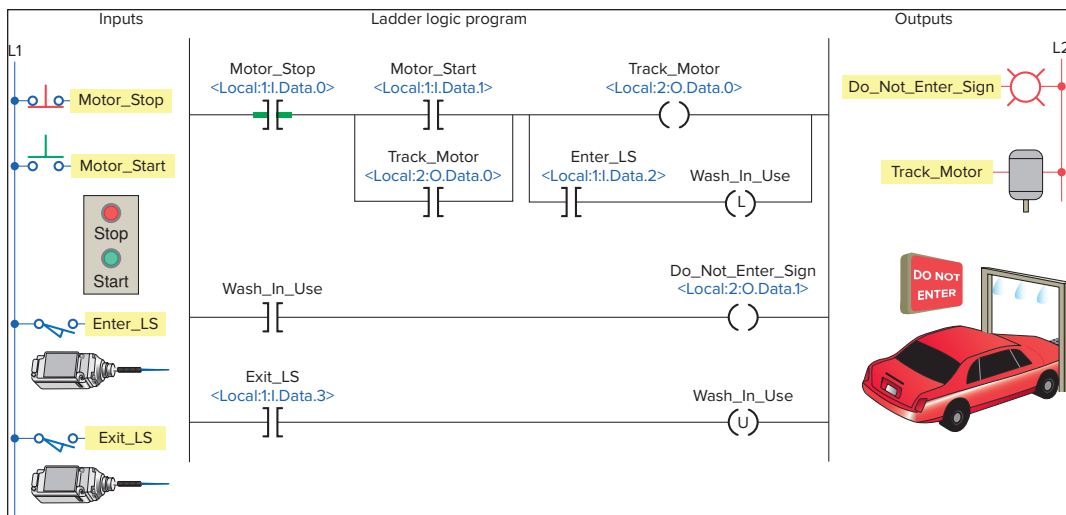 Inputs
Ladder logic program
Outputs
L1
L2
Motor_Stop
Motor_Start
Stop
Start
Enter_LS
Exit_LS
Motor_Stop
<Local:1:I.Data.0>
Motor_Start
<Local:1:I.Data.1>
Track_Motor
<Local:2:O.Data.0>
Track_Motor
<Local:2:O.Data.0>
Enter_LS
<Local:1:I.Data.2>
Wash_In_Use
L
Wash_In_Use
Do_Not_Enter_Sign
<Local:2:O.Data.1>
Exit_LS
<Local:1:I.Data.3>
Wash_In_Use
U
Do_Not_Enter_Sign
Track_Motor
DO NOT
ENTER